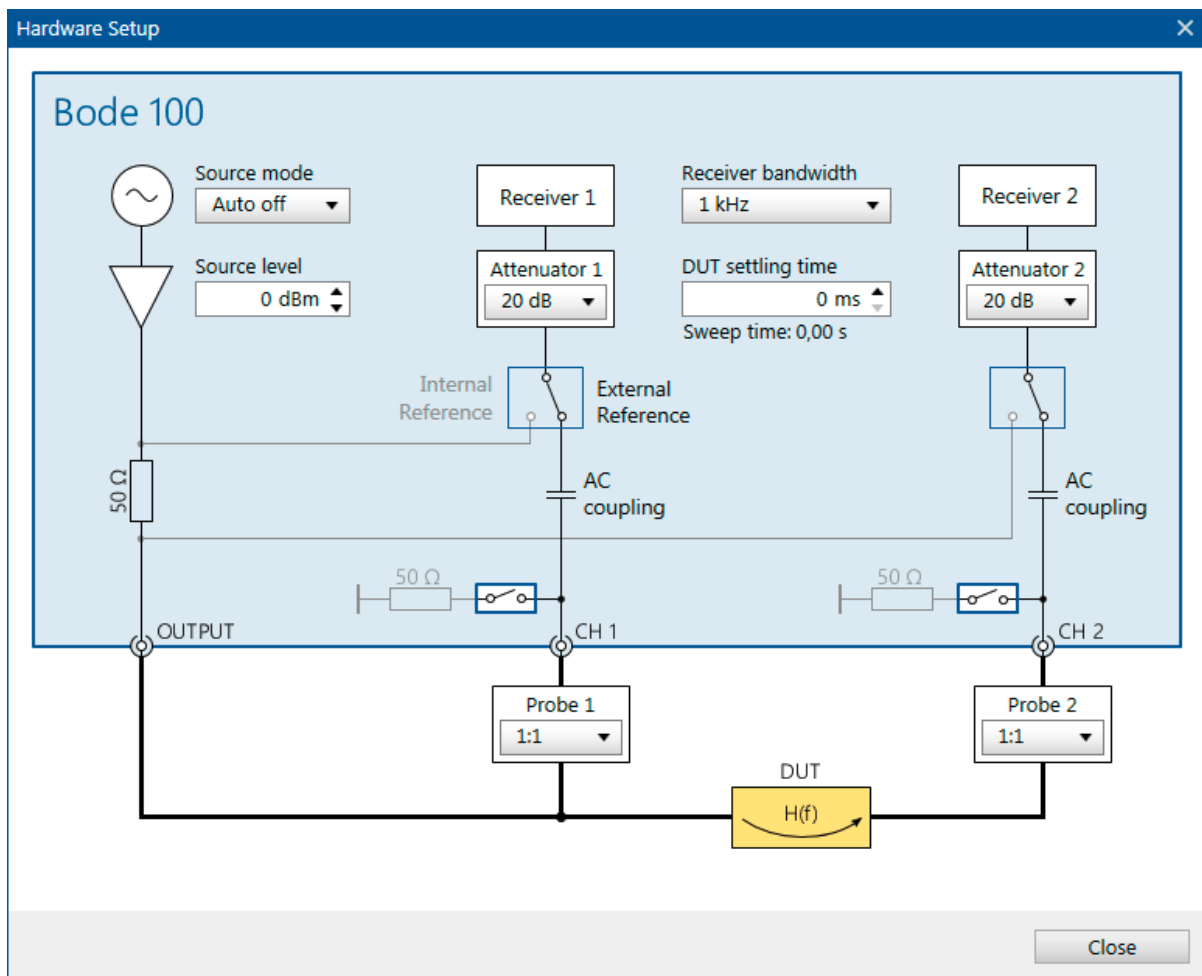 Hardware Setup
Bode 100
Source mode
Auto off
Receiver 1
Receiver bandwidth
1 kHz
Receiver 2
Source level
0 dBm
Attenuator 1
20 dB
DUT settling time
0 ms
Sweep time: 0,00 s
Attenuator 2
20 dB
Internal
Reference
External
Reference
50 Ω
AC
coupling
AC
coupling
50 Ω
50 Ω
OUTPUT
CH 1
CH 2
Probe 1
1:1
Probe 2
1:1
DUT
H(f)
Close